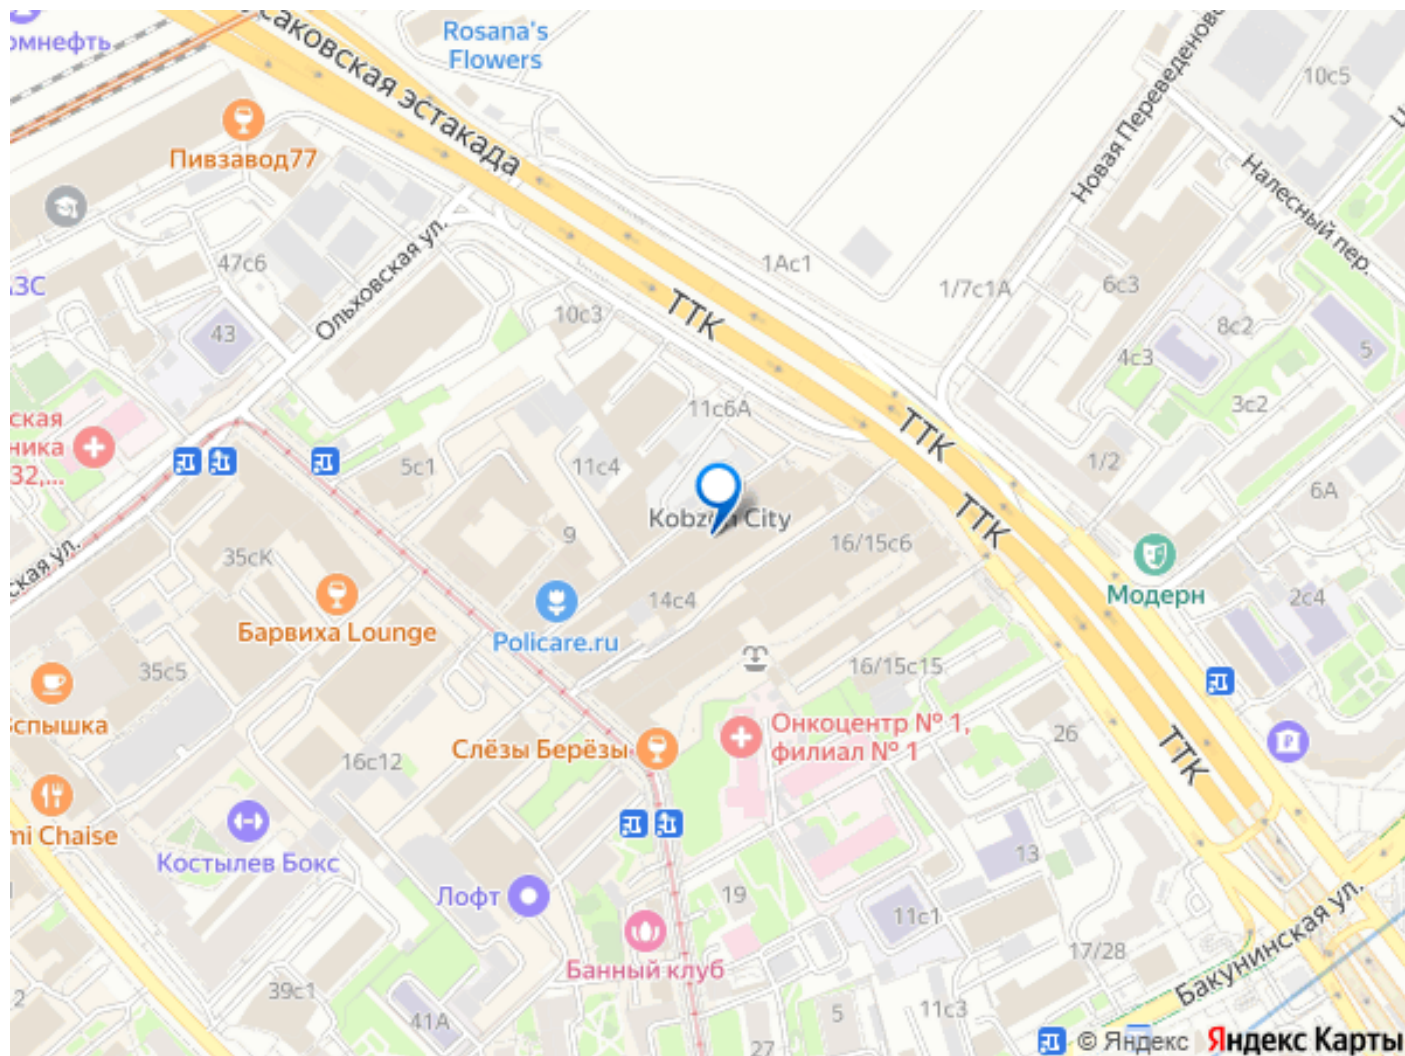 Rosana's
Flowers
омнефть
саковская эстакада
Новая Переведеновс
10с5
Пивзавод77
Налесный пер.
Ольховская ул.
47с6
АЗС
1Ас1
1/7с1А
6с3
ТТК
10с3
43
8с2
5
4с3
11с6А
3с2
ская
ника
32,...
ТТК
5с1
11с4
1/2
6А
Kobzon City
ТТК
9
16/15с6
ская ул.
35сК
Модерн
2с4
14с4
Барвиха Lounge
Policare.ru
35с5
16/15с15
спышка
Онкоцентр № 1,
филиал № 1
26
Слёзы Берёзы
ТТК
16с12
mi Chaise
Костылев Бокс
13
Лофт
19
11с1
Бакунинская ул.
17/28
Банный клуб
39с1
2
41А
5
11с3
27
© Яндекс Яндекс Карты